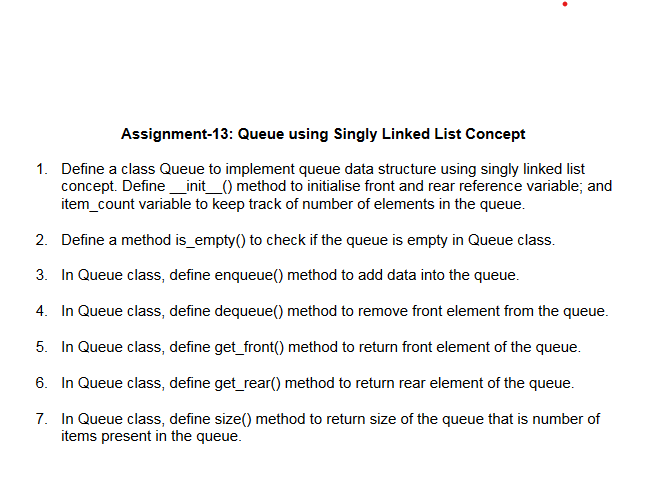 Assignment-13: Queue using Singly Linked List Concept
1. Define a class Queue to implement queue data structure using singly linked list
concept. Define __init__() method to initialise front and rear reference variable; and
item_count variable to keep track of number of elements in the queue.
2. Define a method is_empty() to check if the queue is empty in Queue class.
3. In Queue class, define enqueue() method to add data into the queue.
4. In Queue class, define dequeue() method to remove front element from the queue.
5. In Queue class, define get_front() method to return front element of the queue.
6. In Queue class, define get_rear() method to return rear element of the queue.
7. In Queue class, define size() method to return size of the queue that is number of
items present in the queue.